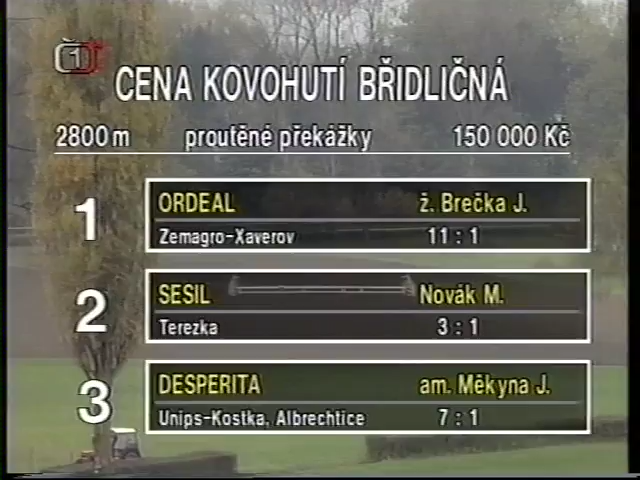 ČT1
CENA KOVOHUTÍ BŘIDLIČNÁ
2800 m proutěné překážky 150 000 Kč
1 ORDEAL ž. Brečka J.
Zemagro-Xaverov 11 : 1
2 SESIL Novák M.
Terezka 3 : 1
3 DESPERITA am. Měkyna J.
Unips-Kostka, Albrechtice 7 : 1